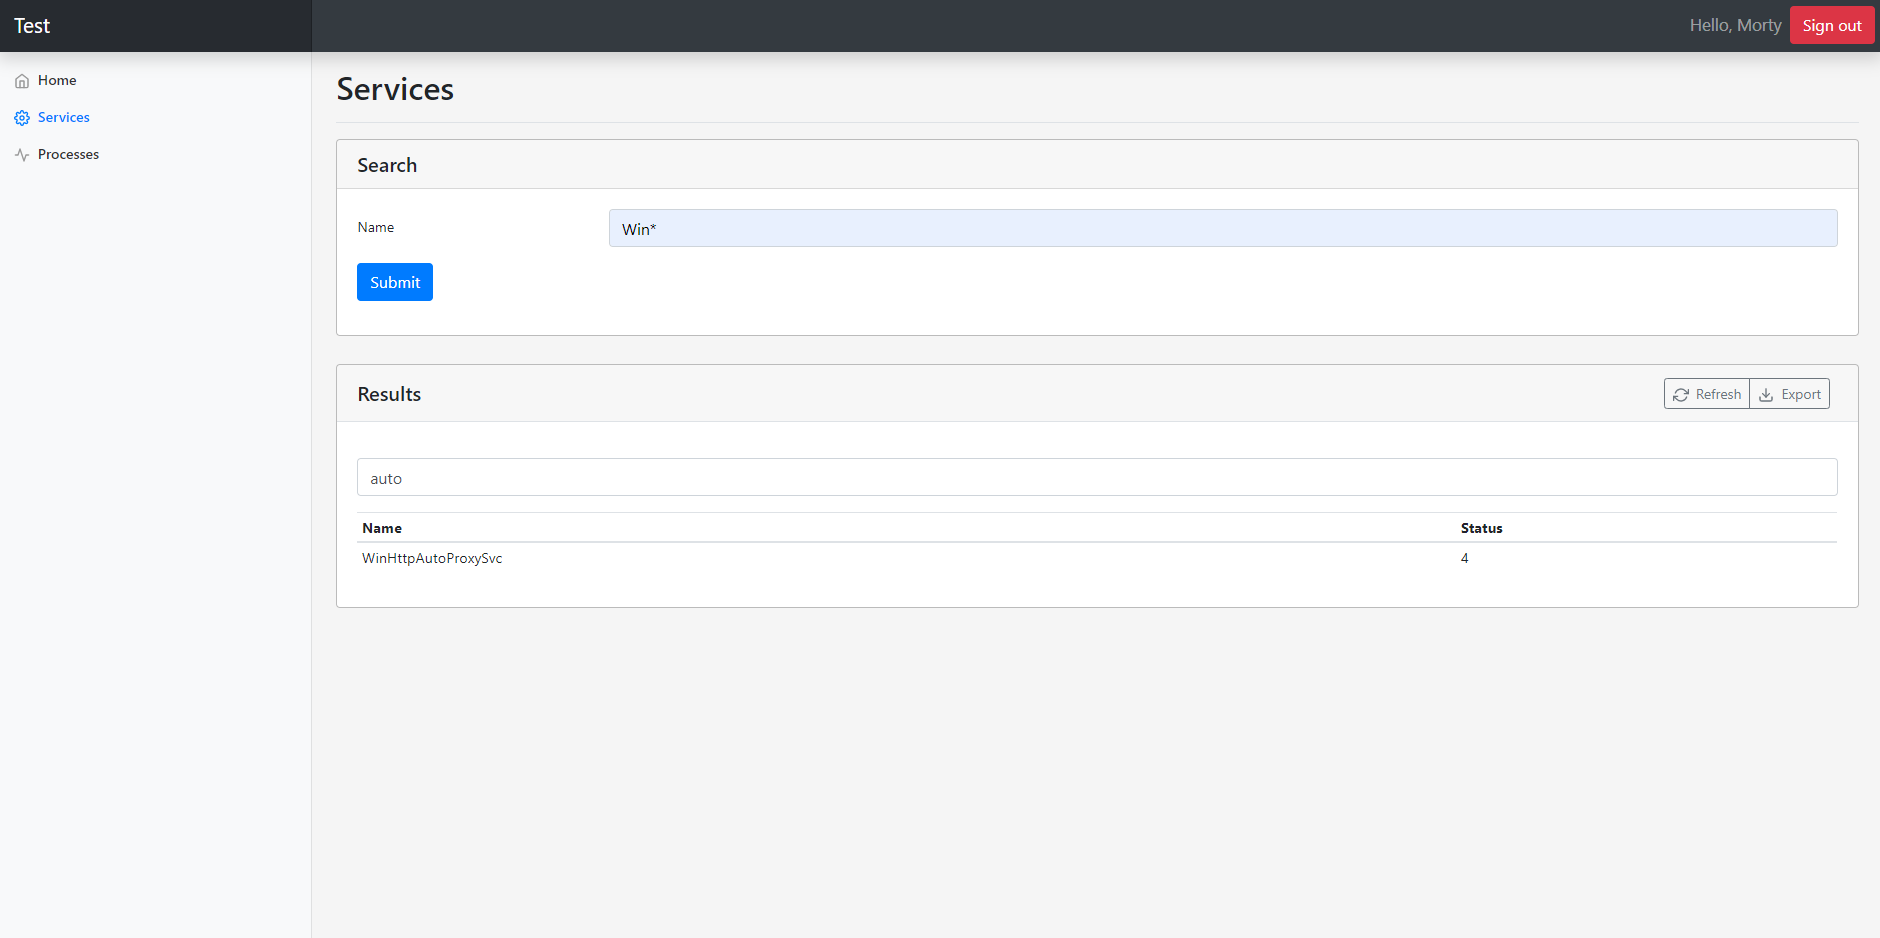 Test
Hello, Morty
Sign out
Home
Services
Processes
Services
Search
Name
Win*
Submit
Results
Refresh
Export
auto
Name Status
WinHttpAutoProxySvc 4